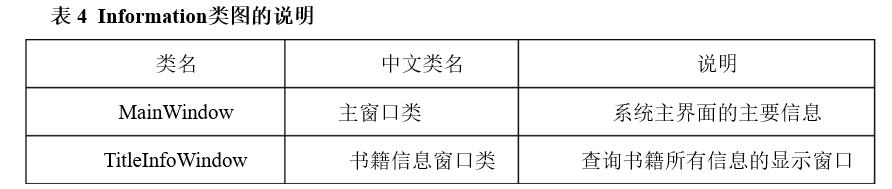 表 4 Information类图的说明
类名 中文类名 说明
MainWindow 主窗口类 系统主界面的主要信息
TitleInfoWindow 书籍信息窗口类 查询书籍所有信息的显示窗口